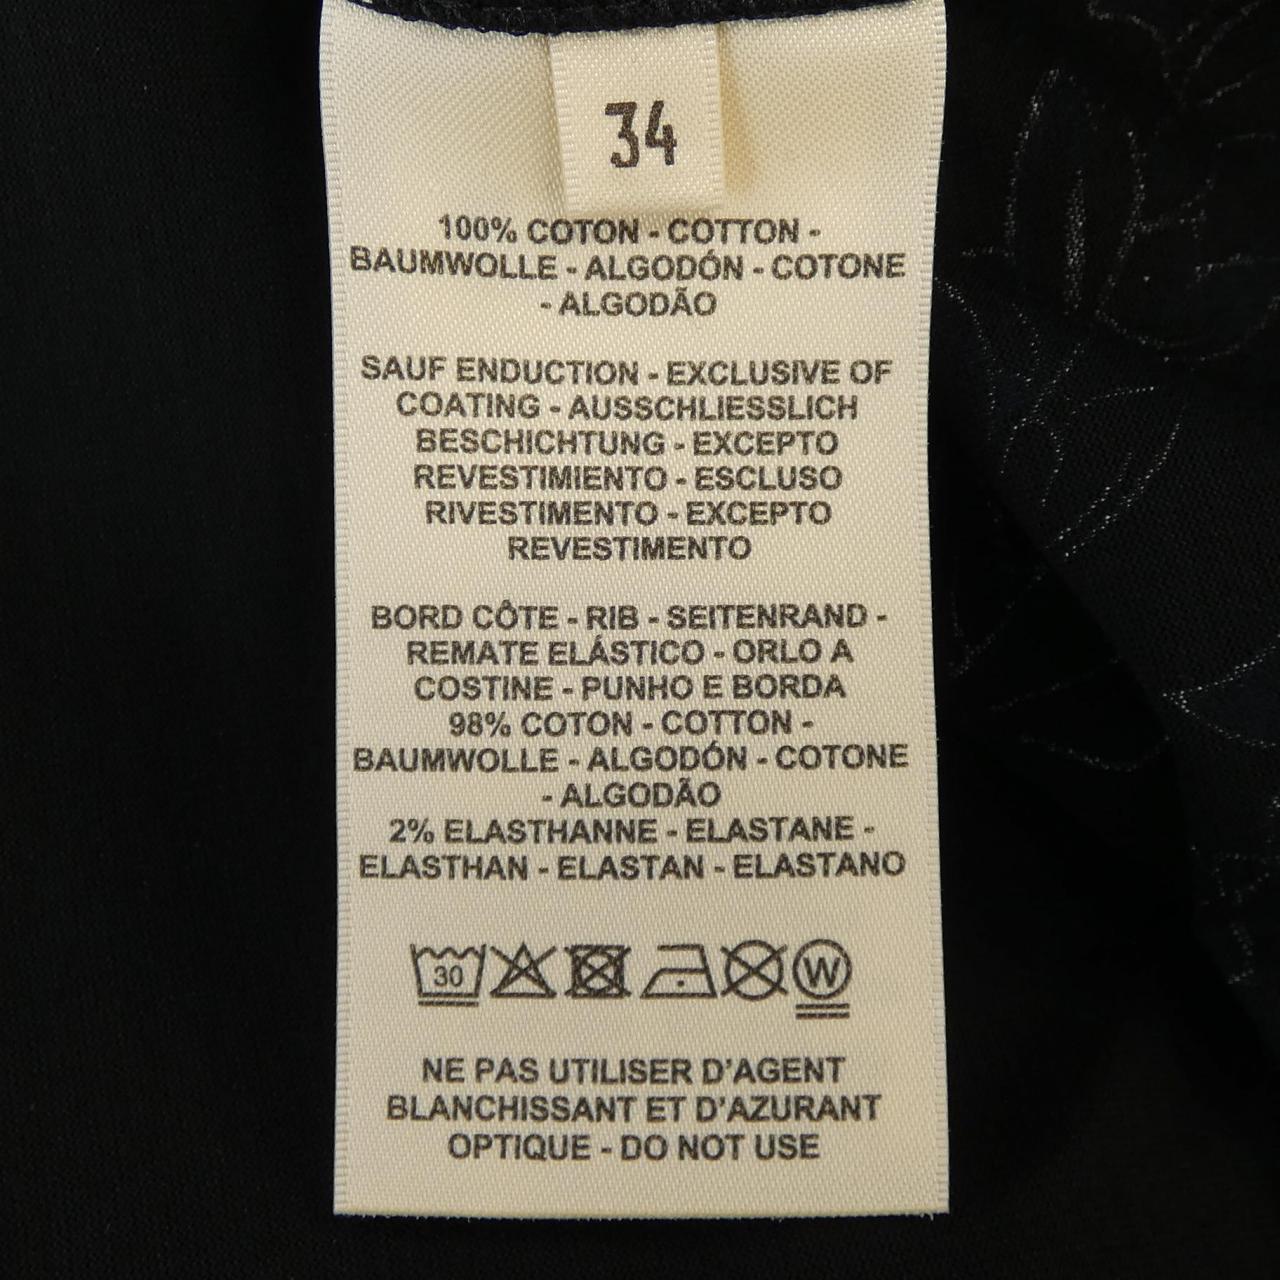 34
100% COTON - COTTON -
BAUMWOLLE - ALGODÓN - COTONE
- ALGODÃO
SAUF ENDUCTION - EXCLUSIVE OF
COATING - AUSSCHLIESSLICH
BESCHICHTUNG - EXCEPTO
REVESTIMIENTO - ESCLUSO
RIVESTIMENTO - EXCEPTO
REVESTIMENTO
BORD CÔTE - RIB - SEITENRAND -
REMATE ELÁSTICO - ORLO A
COSTINE - PUNHO E BORDA
98% COTON - COTTON -
BAUMWOLLE - ALGODÓN - COTONE
- ALGODÃO
2% ELASTHANNE - ELASTANE -
ELASTHAN - ELASTAN - ELASTANO
30 W
NE PAS UTILISER D'AGENT
BLANCHISSANT ET D'AZURANT
OPTIQUE - DO NOT USE